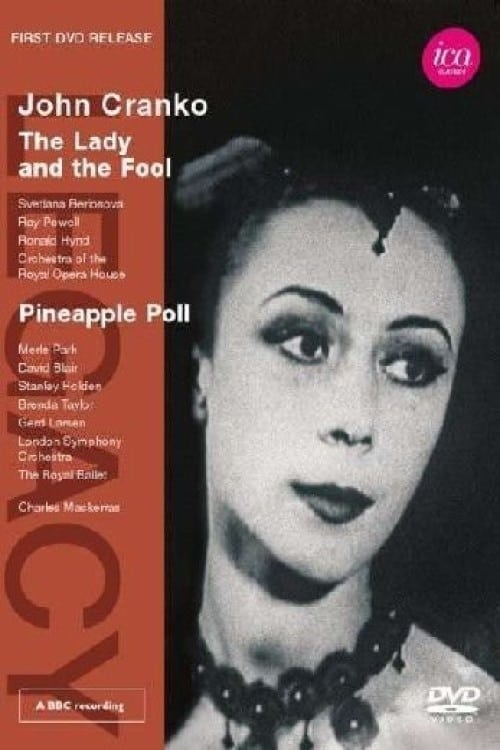 FIRST DVD RELEASE
ica
CLASSICS
John Cranko
The Lady
and the Fool
Svetlana Beriosova
Ray Powell
Ronald Hynd
Orchestra of the
Royal Opera House
Pineapple Poll
Merle Park
David Blair
Stanley Holden
Brenda Taylor
Gerd Larsen
London Symphony
Orchestra
The Royal Ballet
Charles Mackerras
LEGACY
A BBC recording
DVD
VIDEO